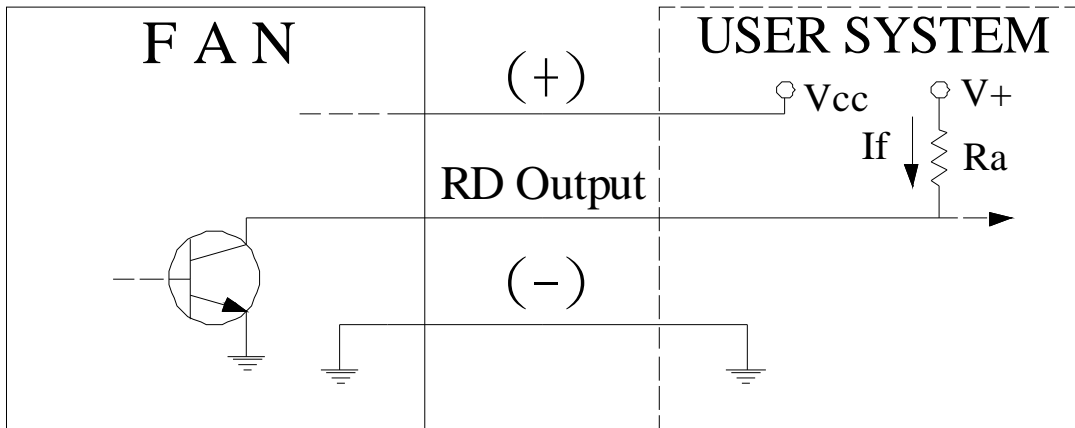 F A N
USER SYSTEM
(+)
Vcc
V+
If
Ra
RD Output
(-)